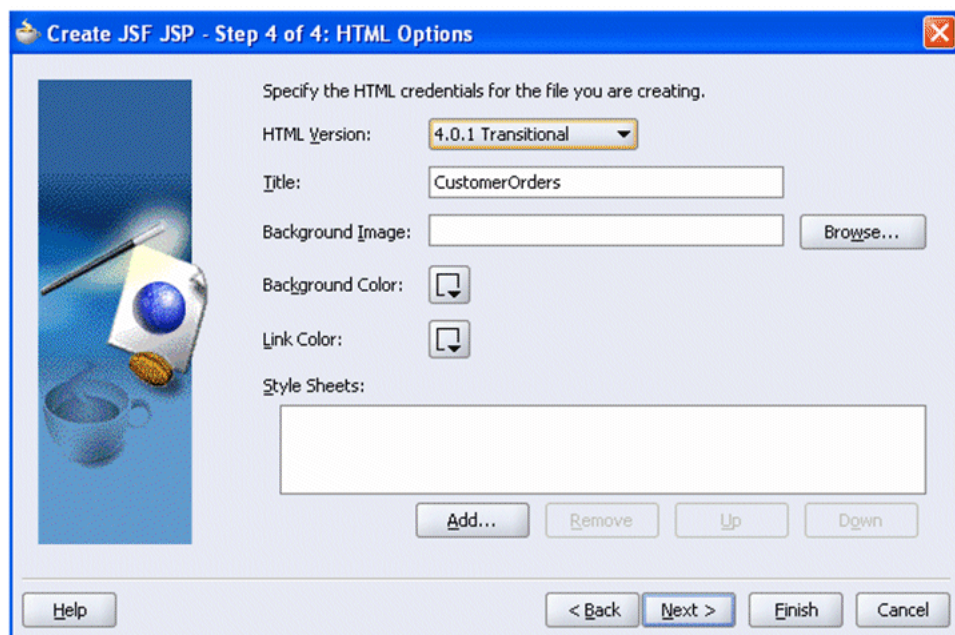 Create JSF JSP - Step 4 of 4: HTML Options
Specify the HTML credentials for the file you are creating.
HTML Version: 4.0.1 Transitional
Title: CustomerOrders
Background Image: Browse...
Background Color:
Link Color:
Style Sheets:
Add... Remove Up Down
Help < Back Next > Finish Cancel